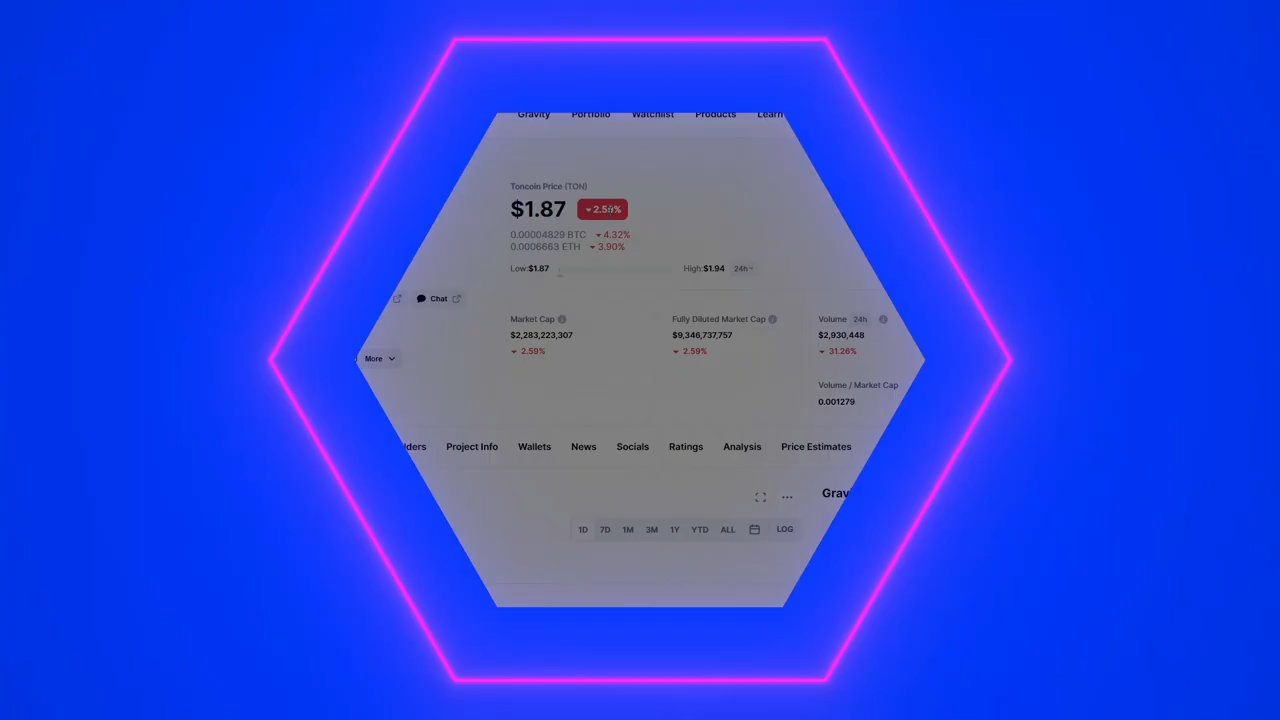 Gravity Portfolio Watchlist Products Learn
Toncoin Price (TON)
$1.87 2.59%
0.00004829 BTC 4.32%
0.0006663 ETH 3.90%
Low:$1.87 High:$1.94 24h
Chat
Market Cap Fully Diluted Market Cap Volume 24h
$2,283,223,307 $9,346,737,757 $2,930,448
2.59% 2.59% 31.26%
More
Volume / Market Cap
0.001279
lders Project Info Wallets News Socials Ratings Analysis Price Estimates
Grav
1D 7D 1M 3M 1Y YTD ALL LOG